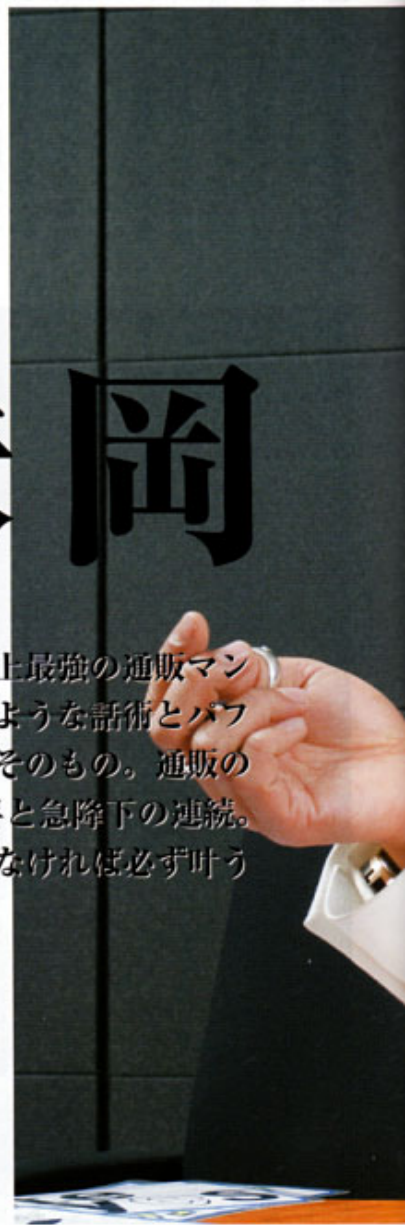 岡
上最強の通販マン
ような話術とパフ
そのもの。通販の
と急降下の連続。
なければ必ず叶う